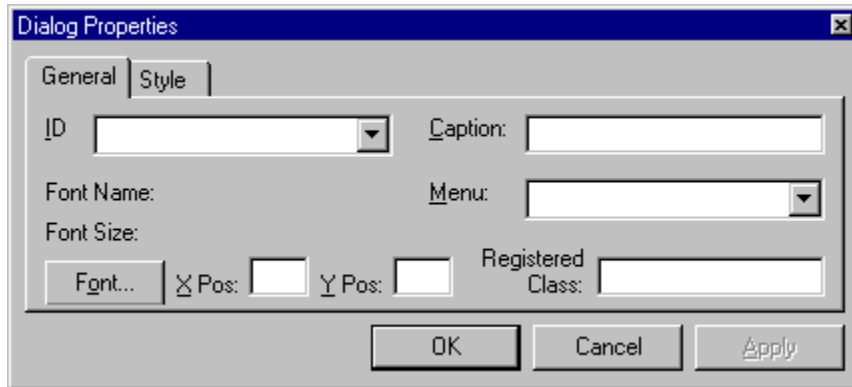 Dialog Properties
General Style
ID Caption:
Font Name: Menu:
Font Size:
Font... X Pos: Y Pos: Registered Class:
OK Cancel Apply